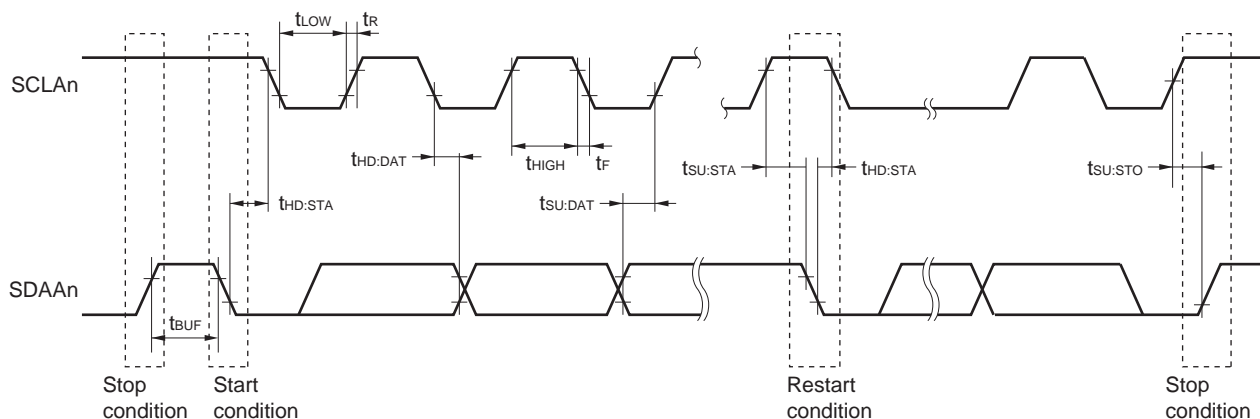 tLOW
tR
SCLAn
tHD:DAT
tHIGH
tF
tSU:STA
tHD:STA
tSU:STO
tHD:STA
tSU:DAT
SDAAn
tBUF
Stop
condition
Start
condition
Restart
condition
Stop
condition